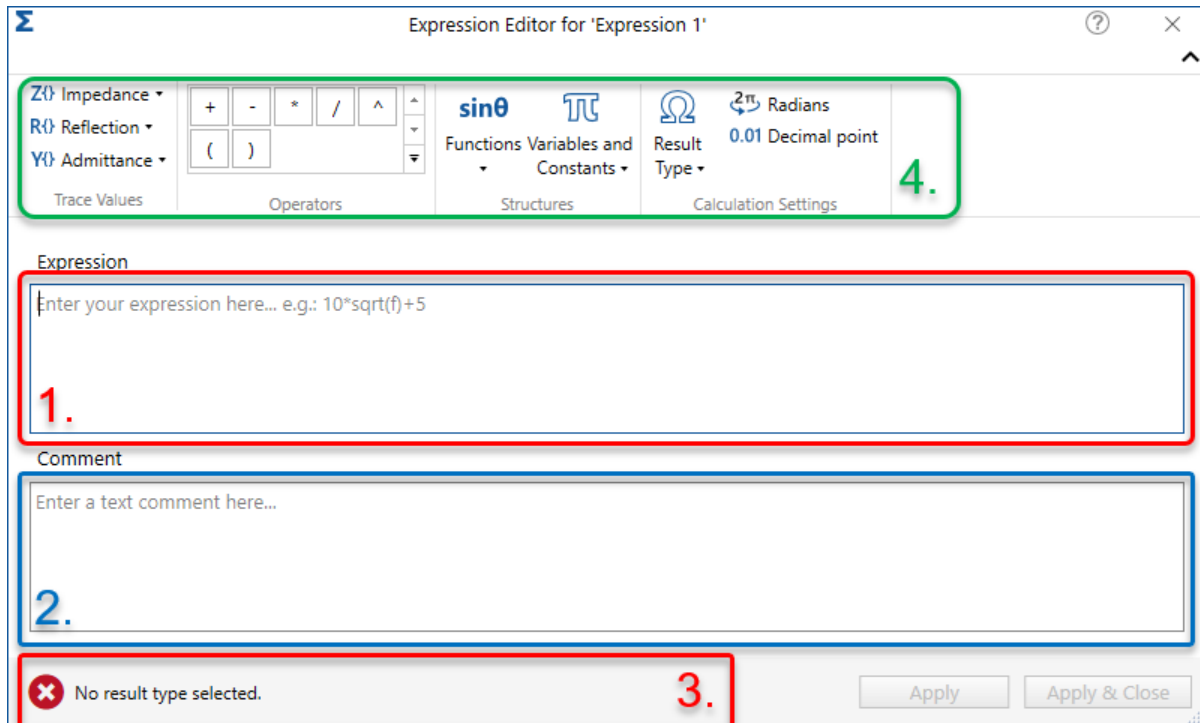 Σ Expression Editor for 'Expression 1' ?
Z{} Impedance
R{} Reflection
Y{} Admittance
Trace Values
+ - * / ^
( )
Operators
sinθ π
Functions Variables and
Constants
Structures
Ω
Result
Type
2π Radians
0.01 Decimal point
Calculation Settings
4.
Expression
Enter your expression here... e.g.: 10*sqrt(f)+5
1.
Comment
Enter a text comment here...
2.
No result type selected.
3.
Apply Apply & Close